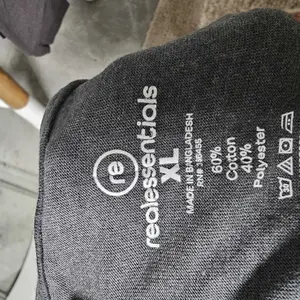 re
realessentials
XL
MADE IN BANGLADESH
60%
Cotton
40%
Polyester